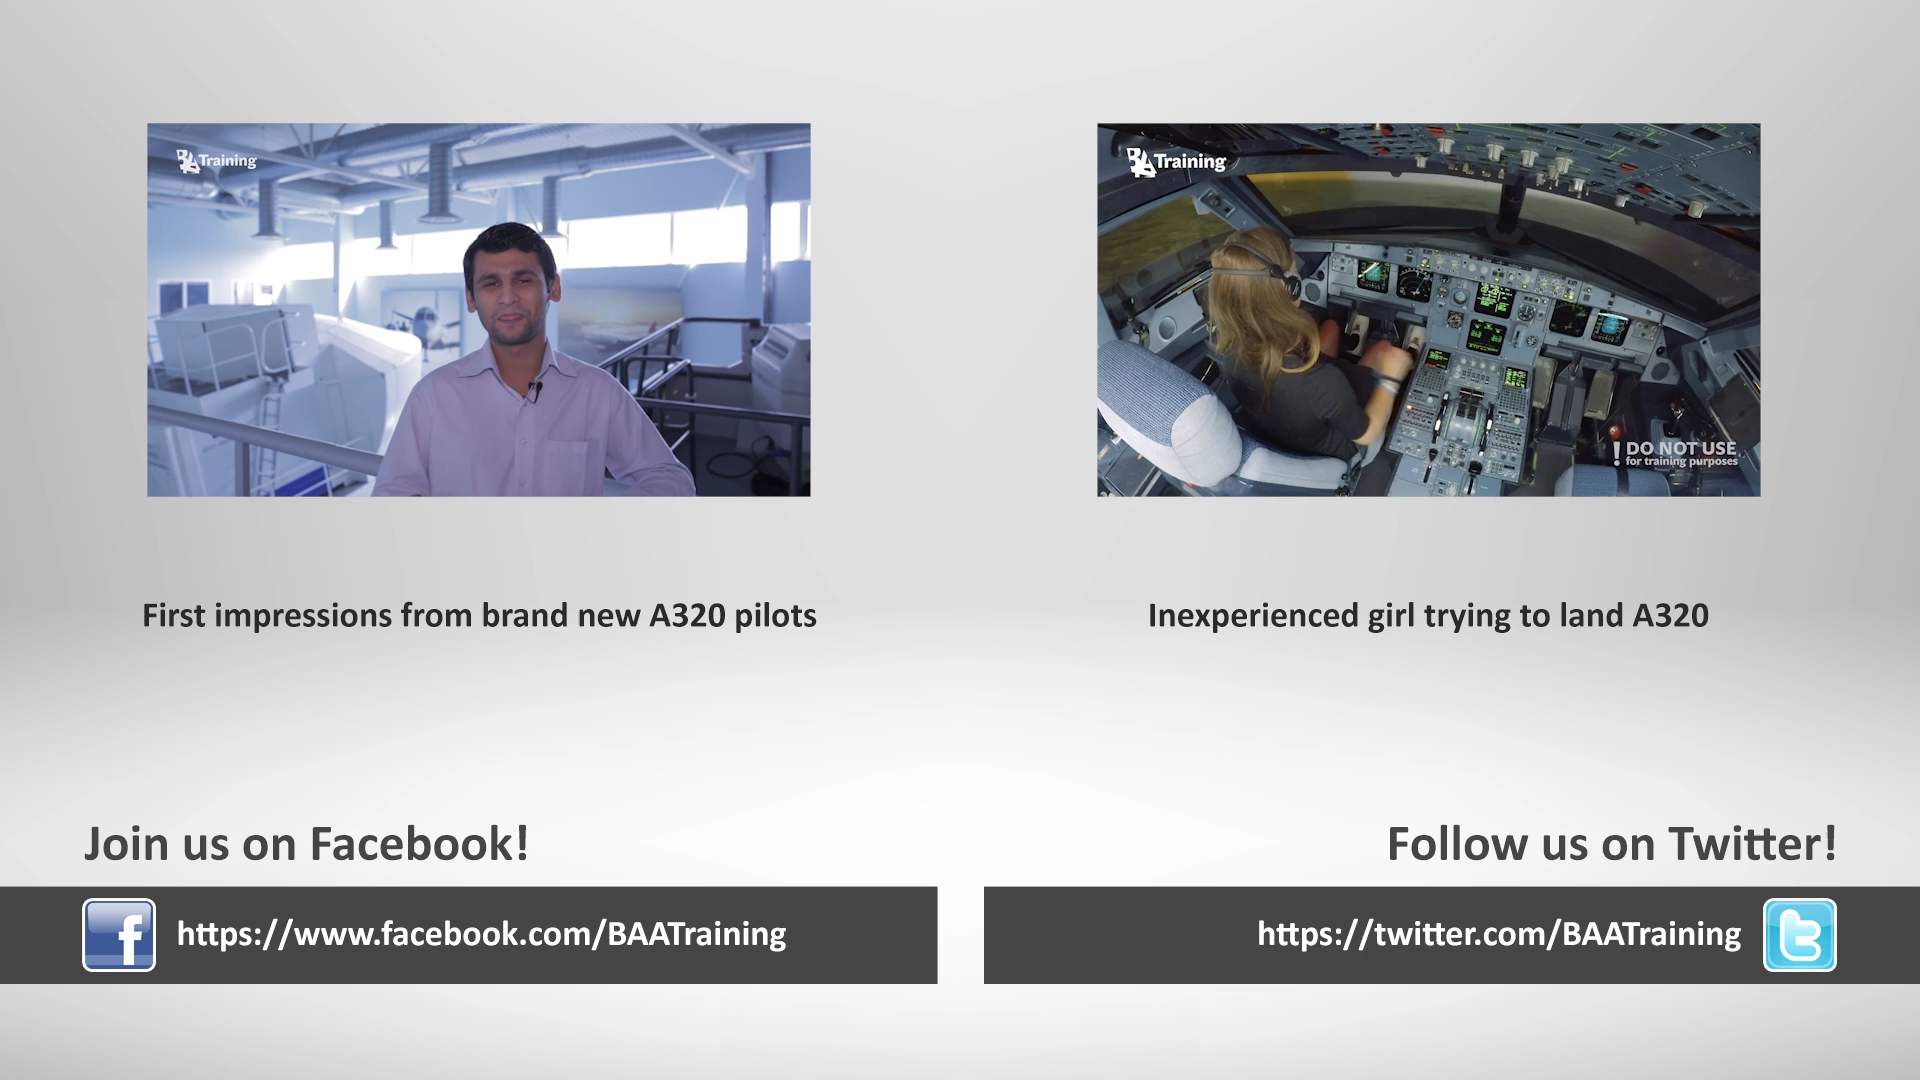 BAA Training
BAA Training
! DO NOT USE
for training purposes
First impressions from brand new A320 pilots
Inexperienced girl trying to land A320
Join us on Facebook!
Follow us on Twitter!
https://www.facebook.com/BAATraining
https://twitter.com/BAATraining